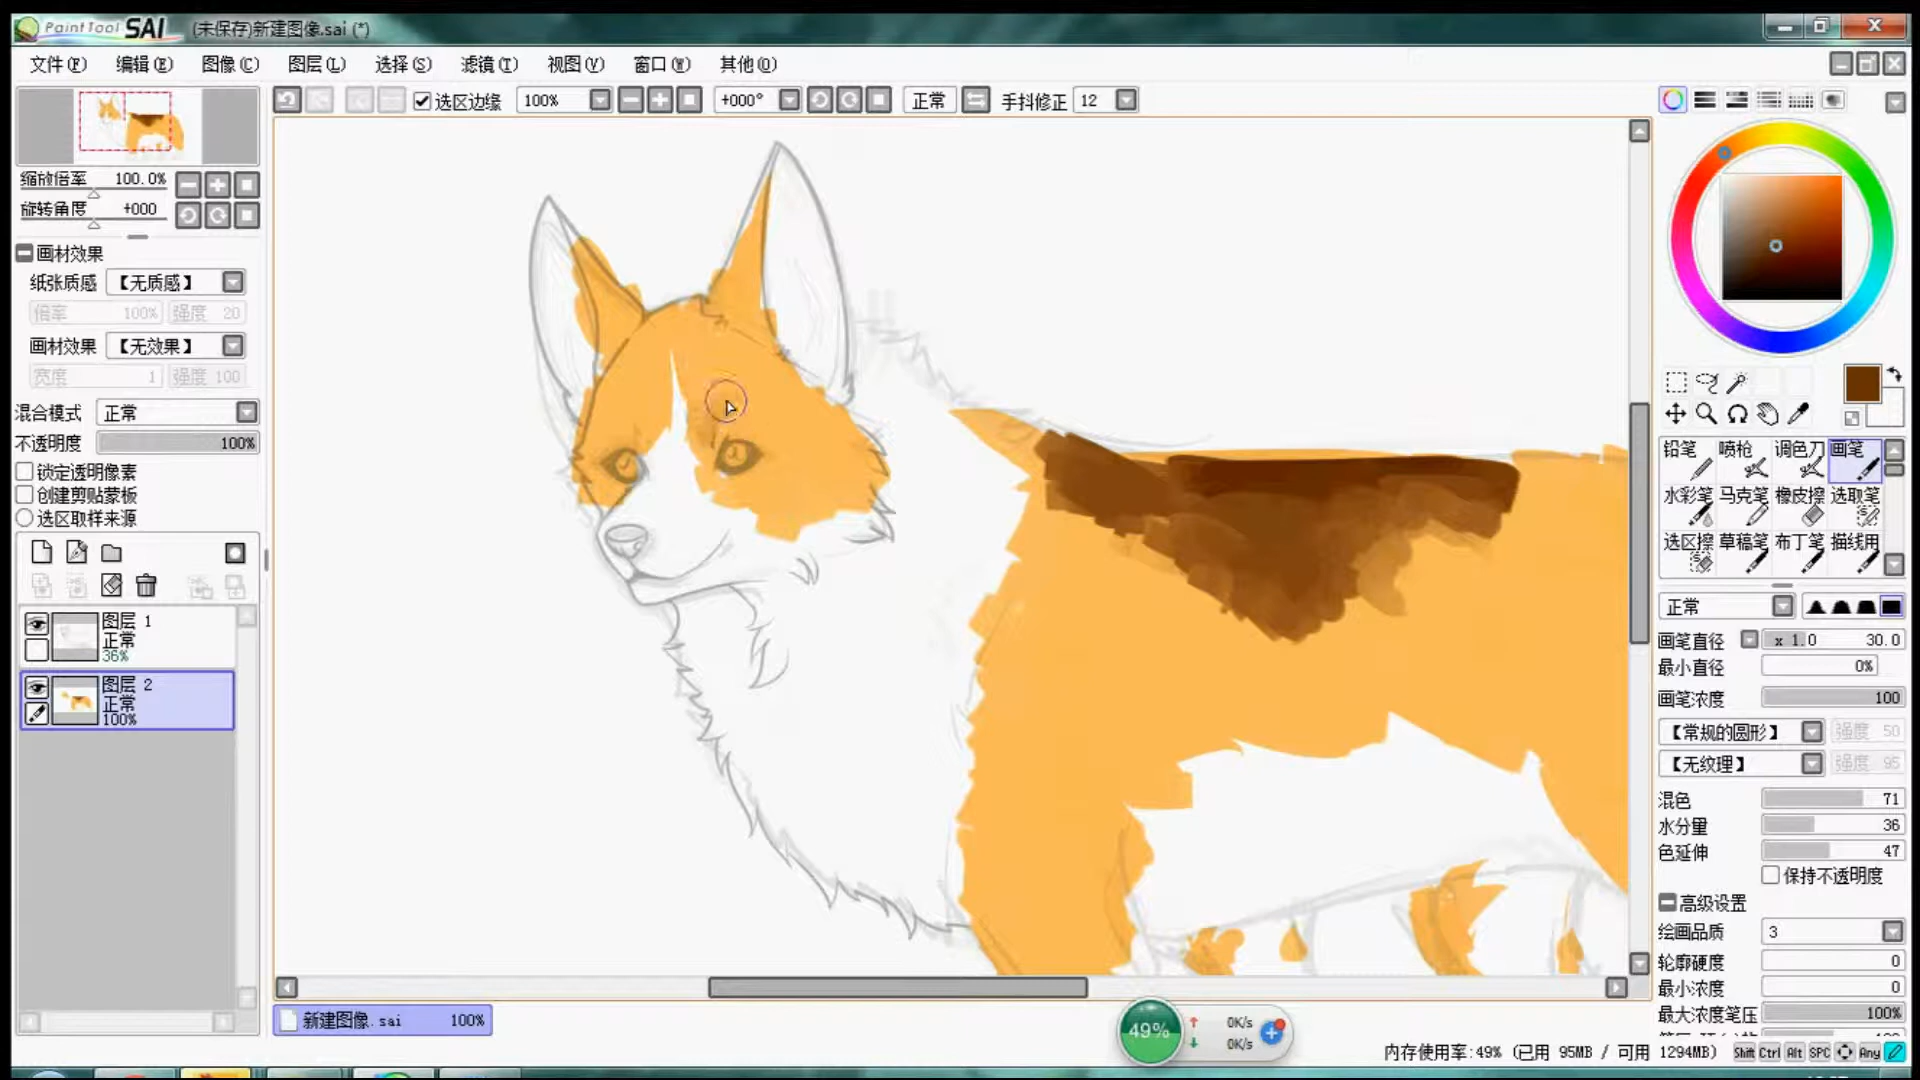 PaintTool SAI (未保存)新建图像.sai (*)
文件(F) 编辑(E) 图像(C) 图层(L) 选择(S) 滤镜(T) 视图(V) 窗口(W) 其他(O)
选区边缘 100% +000° 正常 手抖修正 12
缩放倍率 100.0%
旋转角度 +000
画材效果
纸张质感 【无质感】
倍率 100% 强度 20
画材效果 【无效果】
宽度 1 强度 100
混合模式 正常
不透明度 100%
锁定透明像素
创建剪贴蒙板
选区取样来源
图层 1
正常
36%
图层 2
正常
100%
铅笔 喷枪 调色刀 画笔
水彩笔 马克笔 橡皮擦 选取笔
选区擦 草稿笔 布丁笔 描线用
正常
画笔直径 x 1.0 30.0
最小直径 0%
画笔浓度 100
【常规的圆形】 强度 50
【无纹理】 强度 95
混色 71
水分量 36
色延伸 47
保持不透明度
高级设置
绘画品质 3
轮廓硬度 0
最小浓度 0
最大浓度笔压 100%
新建图像.sai 100%
49% 0K/s
0K/s
内存使用率:49% (已用 95MB / 可用 1294MB) Shift Ctrl Alt SPC Any